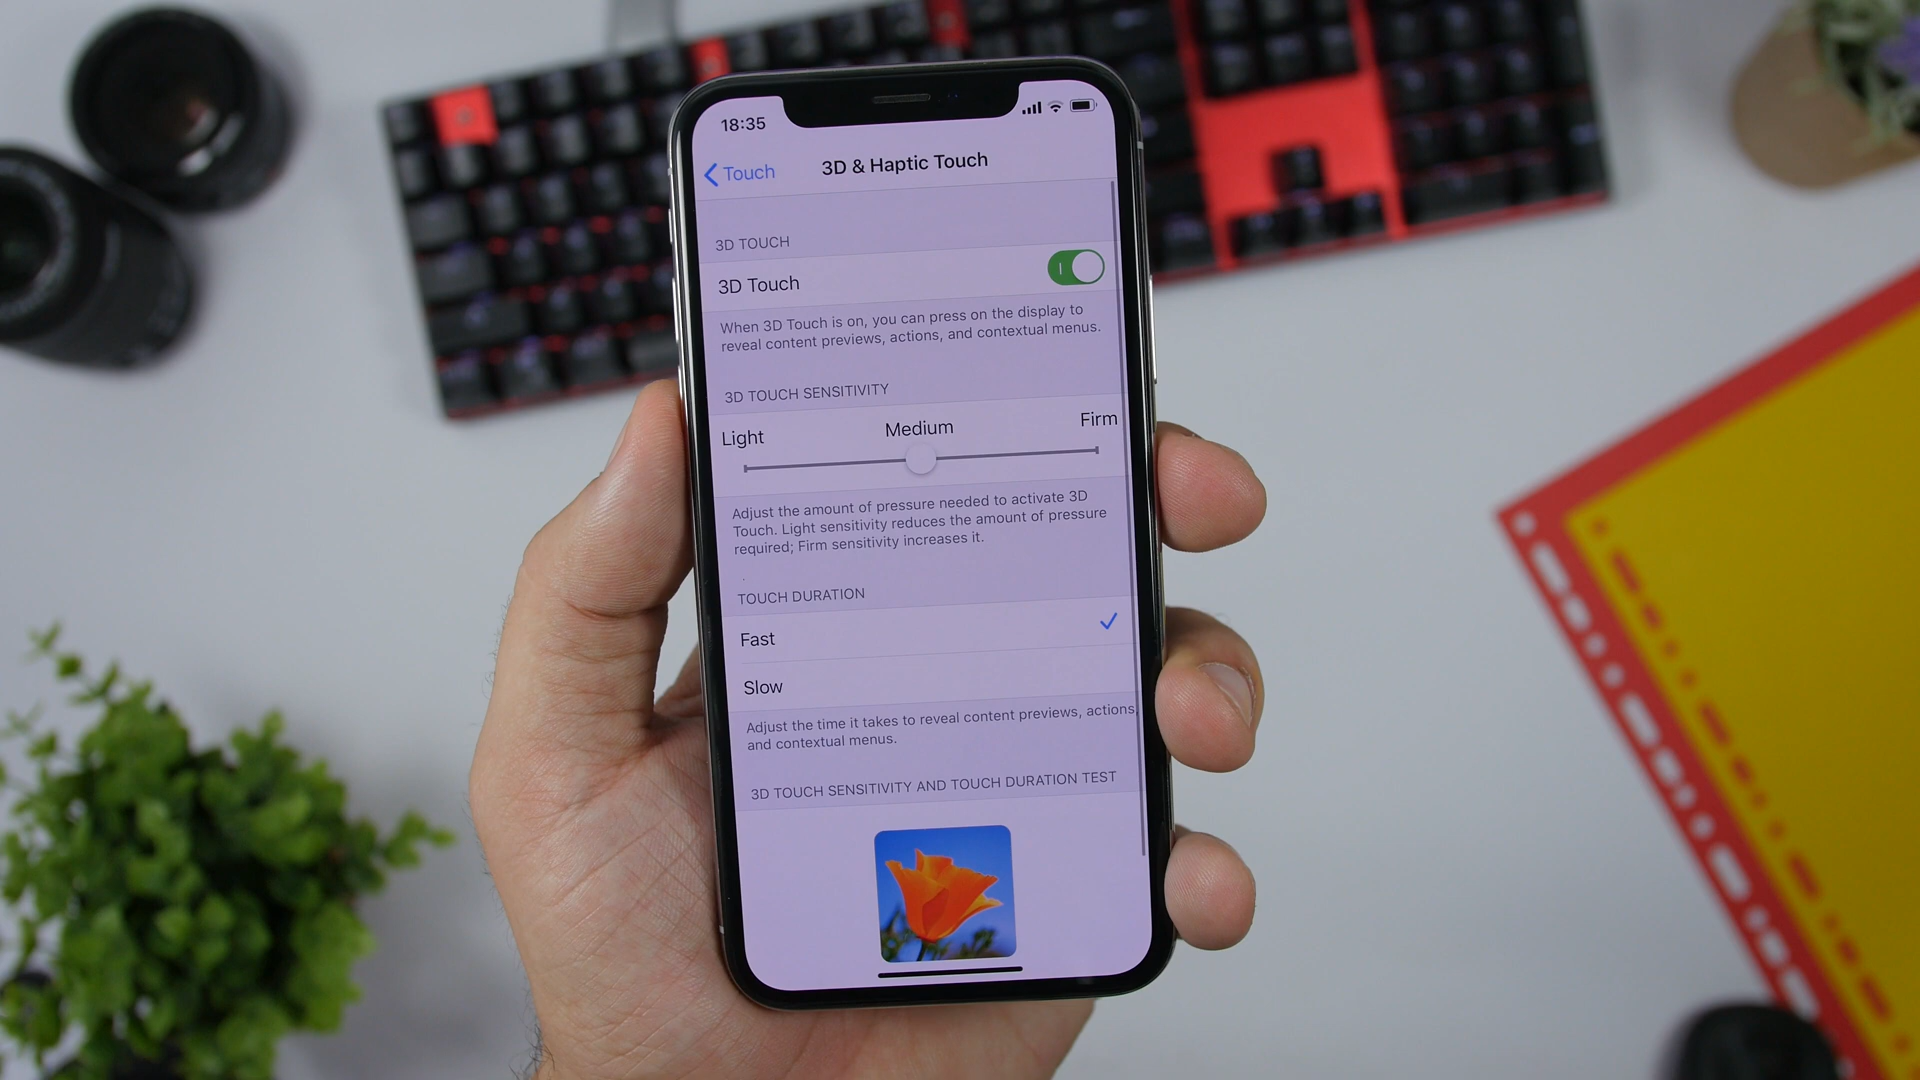 18:35
Touch
3D & Haptic Touch
3D TOUCH
3D Touch
When 3D Touch is on, you can press on the display to
reveal content previews, actions, and contextual menus.
3D TOUCH SENSITIVITY
Light Medium Firm
Adjust the amount of pressure needed to activate 3D
Touch. Light sensitivity reduces the amount of pressure
required; Firm sensitivity increases it.
TOUCH DURATION
Fast
Slow
Adjust the time it takes to reveal content previews, actions,
and contextual menus.
3D TOUCH SENSITIVITY AND TOUCH DURATION TEST